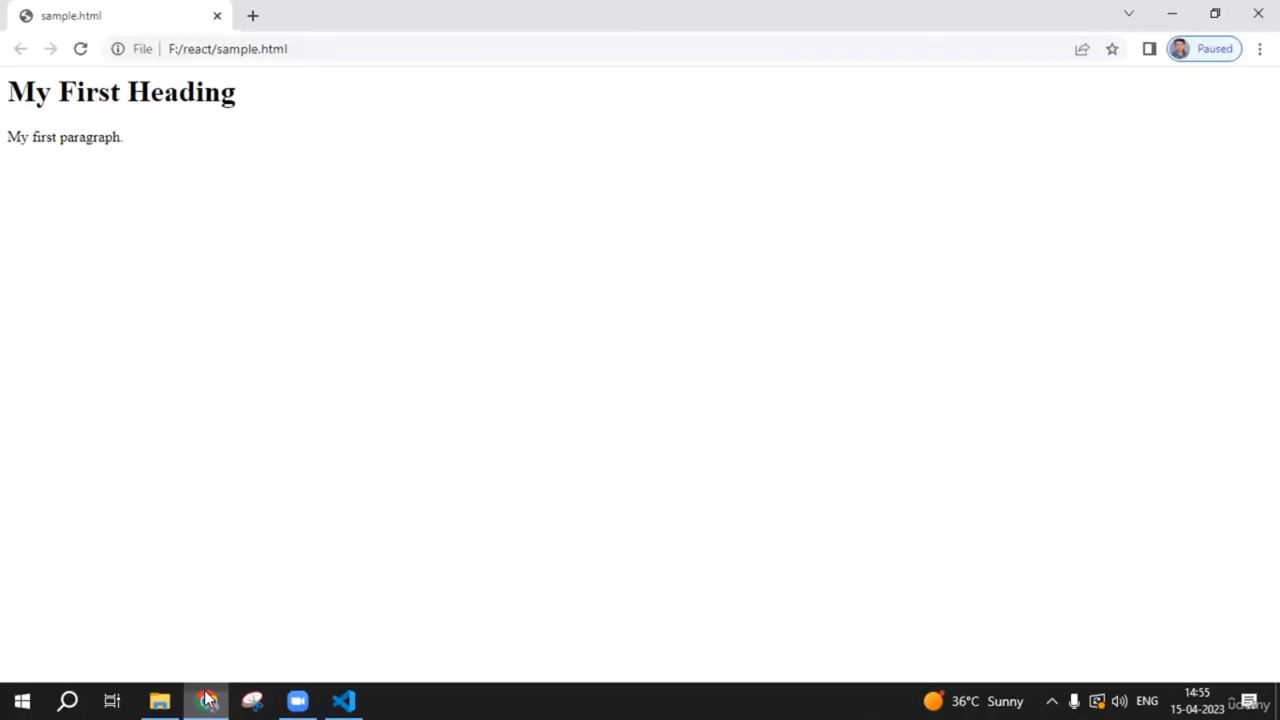 sample.html
File
F:/react/sample.html
Paused
My First Heading
My first paragraph.
36°C Sunny
ENG
14:55
15-04-2023
ûdemy